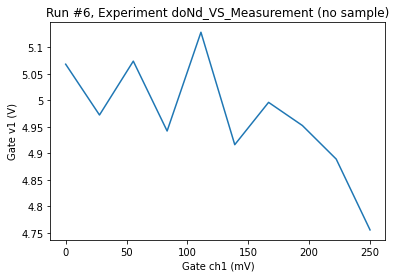 Run #6, Experiment doNd_VS_Measurement (no sample)
5.1
5.05
5
4.95
4.9
4.85
4.8
4.75
Gate v1 (V)
0 50 100 150 200 250
Gate ch1 (mV)